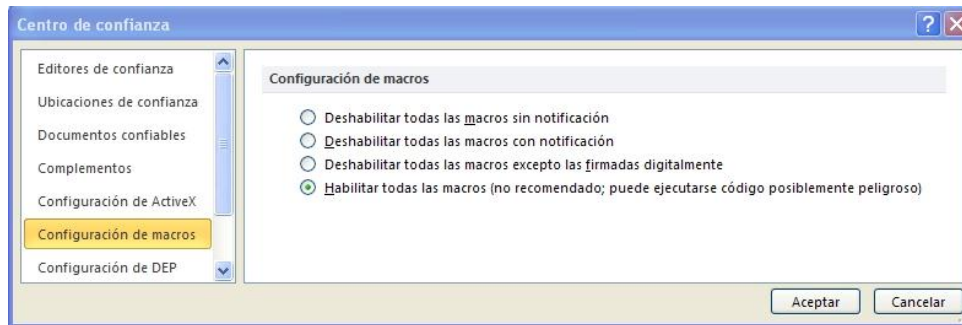 Centro de confianza
Editores de confianza
Ubicaciones de confianza
Documentos confiables
Complementos
Configuración de ActiveX
Configuración de macros
Configuración de DEP
Configuración de macros
Deshabilitar todas las macros sin notificación
Deshabilitar todas las macros con notificación
Deshabilitar todas las macros excepto las firmadas digitalmente
Habilitar todas las macros (no recomendado; puede ejecutarse código posiblemente peligroso)
Aceptar
Cancelar